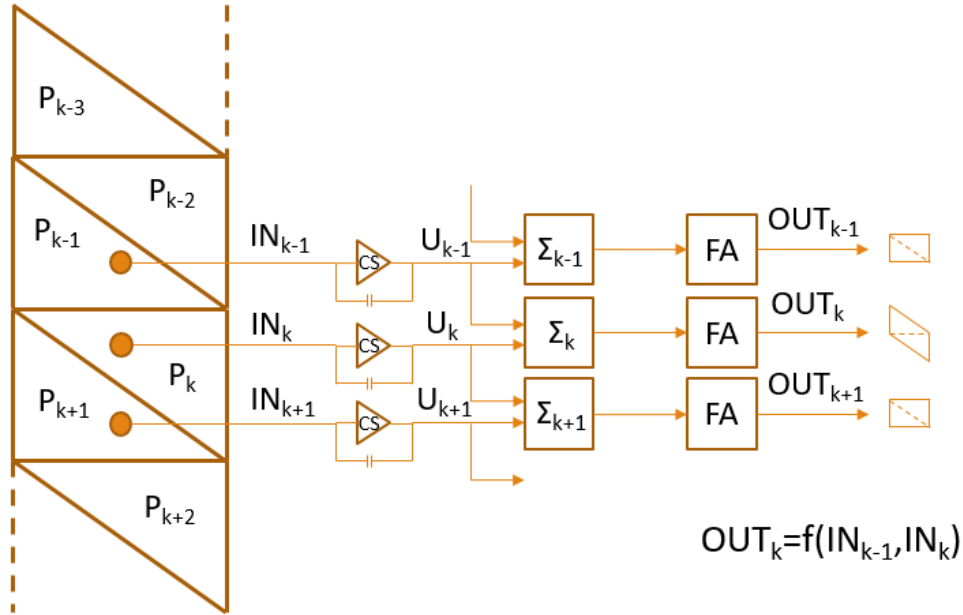 P_{k-3}
P_{k-2}
P_{k-1}
IN_{k-1}
CS
U_{k-1}
Σ_{k-1}
FA
OUT_{k-1}
P_k
IN_k
CS
U_k
Σ_k
FA
OUT_k
P_{k+1}
IN_{k+1}
CS
U_{k+1}
Σ_{k+1}
FA
OUT_{k+1}
P_{k+2}
OUT_k=f(IN_{k-1},IN_k)